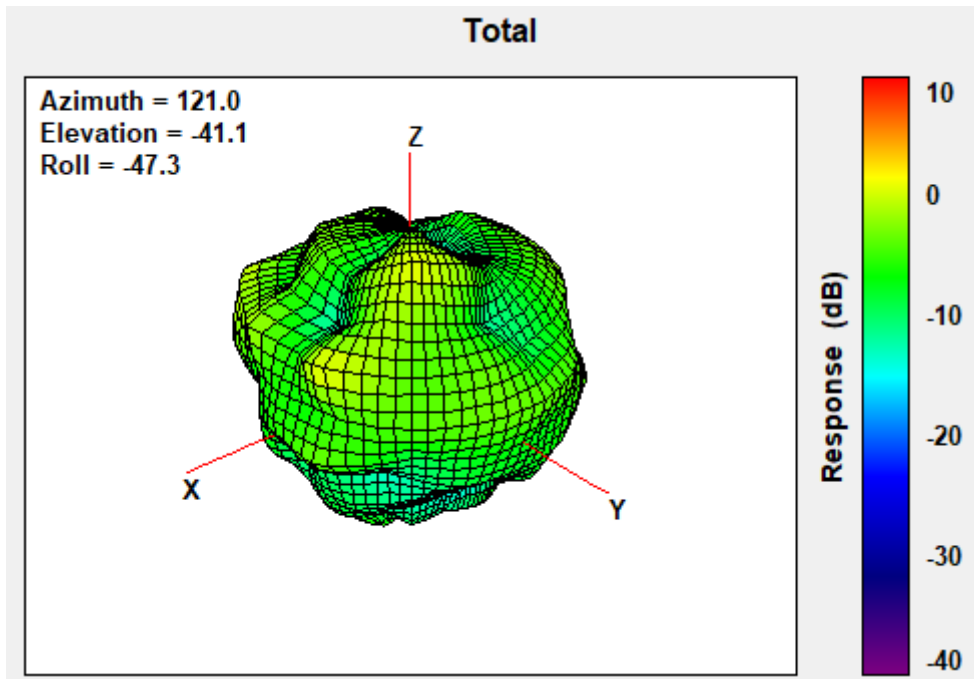 Total
Azimuth = 121.0
Elevation = -41.1
Roll = -47.3
Z
X
Y
10
0
-10
-20
-30
-40
Response (dB)